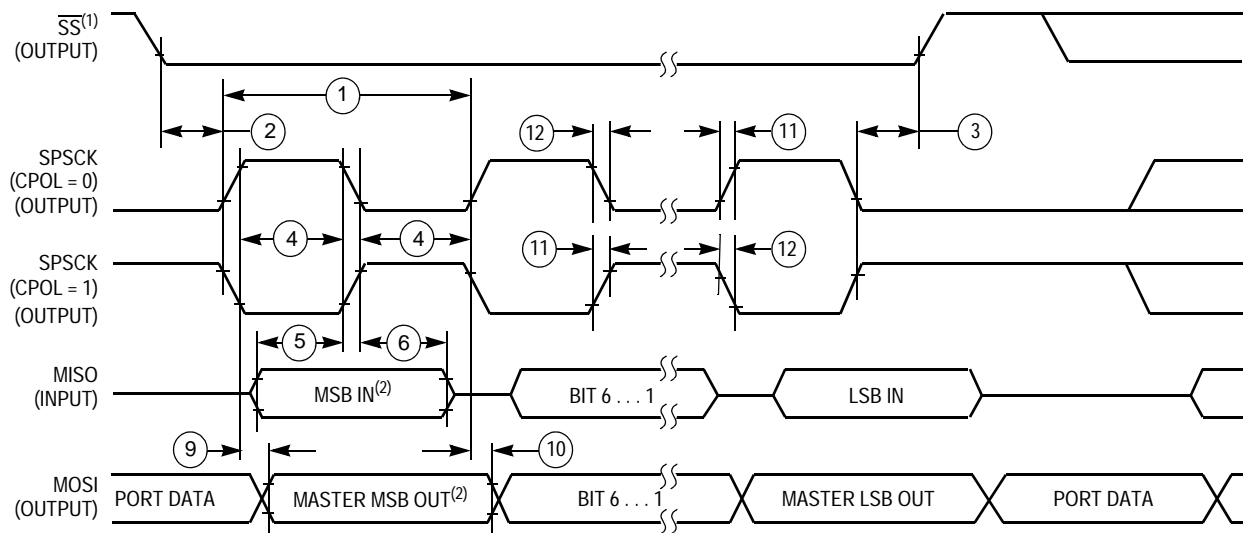 SS(1)
(OUTPUT)
1
2
12
11
3
SPSCK
(CPOL = 0)
(OUTPUT)
4
4
SPSCK
(CPOL = 1)
(OUTPUT)
11
12
5
6
MISO
(INPUT)
MSB IN(2)
BIT 6 . . . 1
LSB IN
9
10
MOSI
(OUTPUT)
PORT DATA
MASTER MSB OUT(2)
BIT 6 . . . 1
MASTER LSB OUT
PORT DATA